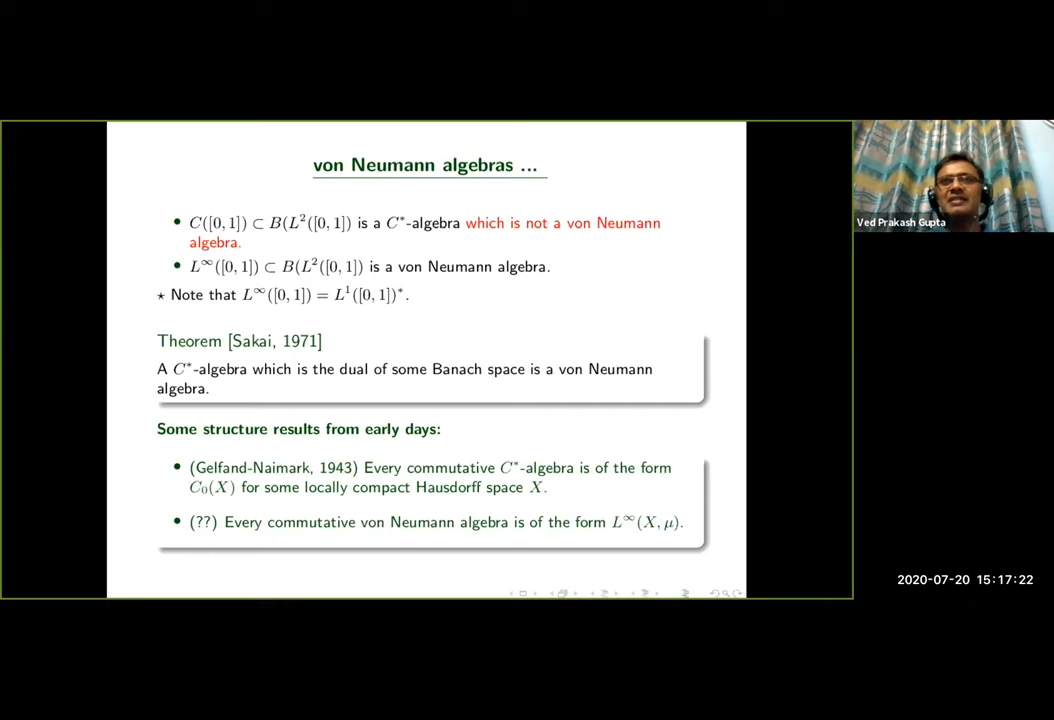 von Neumann algebras ...
• C([0, 1]) ⊂ B(L²([0, 1]) is a C*-algebra which is not a von Neumann
algebra.
• L^∞([0, 1]) ⊂ B(L²([0, 1]) is a von Neumann algebra.
⋆ Note that L^∞([0, 1]) = L¹([0, 1])*.
Theorem [Sakai, 1971]
A C*-algebra which is the dual of some Banach space is a von Neumann
algebra.
Some structure results from early days:
• (Gelfand-Naimark, 1943) Every commutative C*-algebra is of the form
C₀(X) for some locally compact Hausdorff space X.
• (??) Every commutative von Neumann algebra is of the form L^∞(X, μ).
Ved Prakash Gupta
2020-07-20 15:17:22